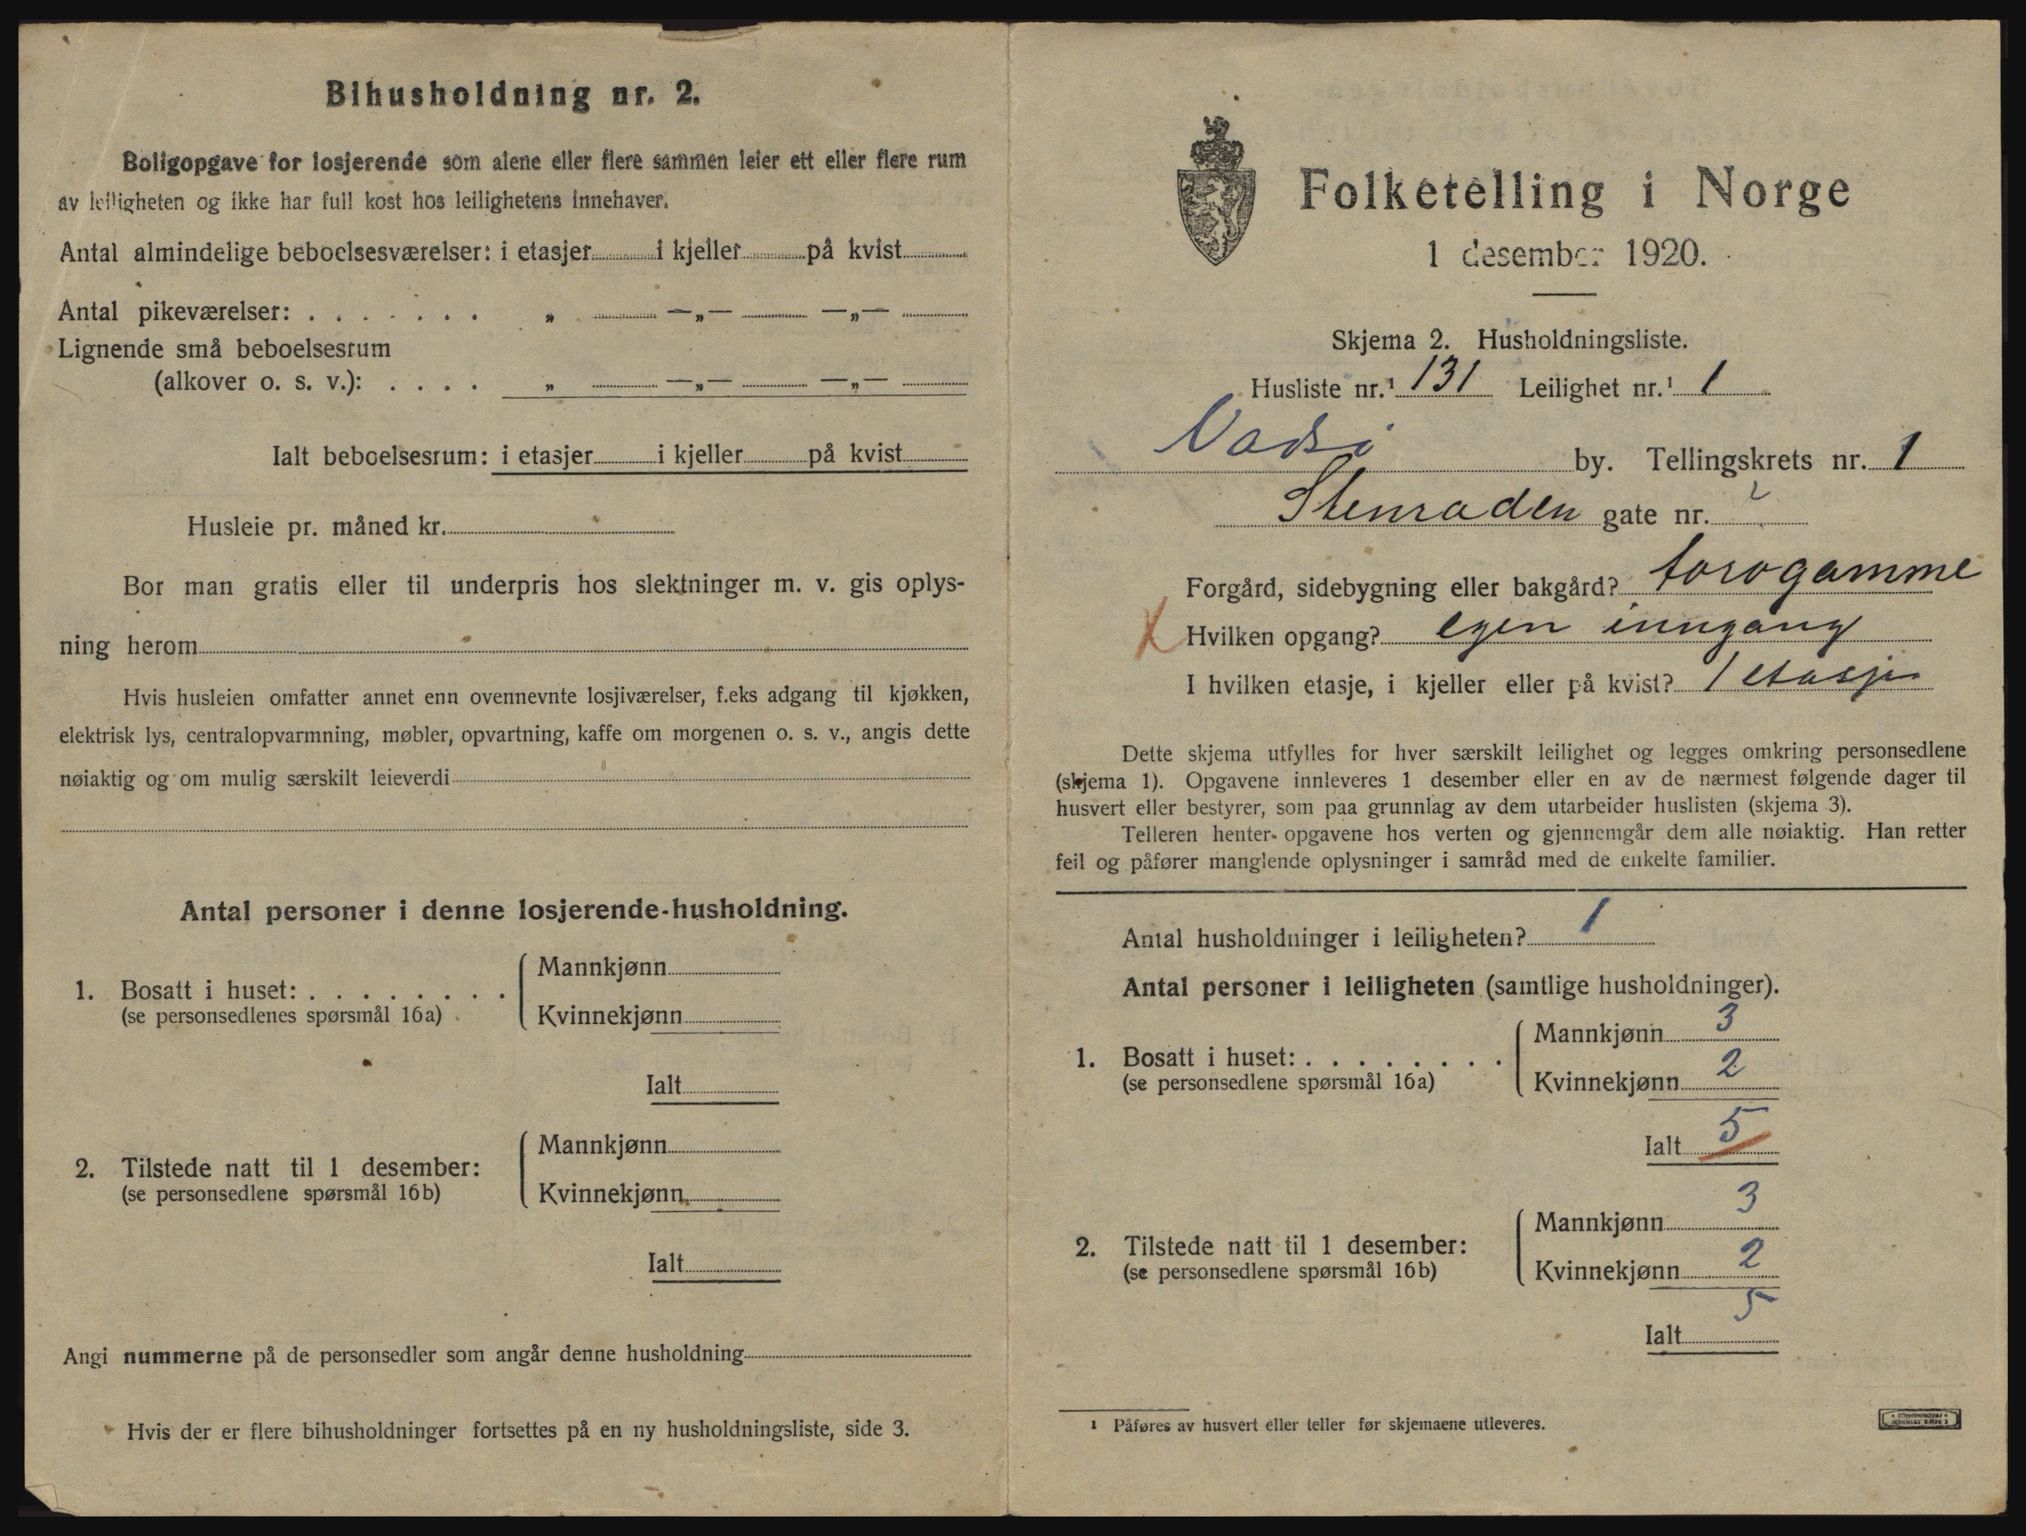 Bihusholdning nr. 2.
Boligopgave for losjerende som alene eller flere sammen leier ett eller flere rum
av leiligheten og ikke har full kost hos leilighetens innehaver.
Antal almindelige beboelsesværelser: i etasjer i kjeller på kvist
Antal pikeværelser: . . . . . . . „ —„— —„—
Lignende små beboelsesrum
(alkover o. s. v.): . . . . „ —„— —„—
Ialt beboelsesrum: i etasjer i kjeller på kvist
Husleie pr. måned kr.
Bor man gratis eller til underpris hos slektninger m. v. gis oplys-
ning herom
Hvis husleien omfatter annet enn ovennevnte losjiværelser, f.eks adgang til kjøkken,
elektrisk lys, centralopvarmning, møbler, opvartning, kaffe om morgenen o. s. v., angis dette
nøiaktig og om mulig særskilt leieverdi
Antal personer i denne losjerende-husholdning.
1. Bosatt i huset: . . . . . . . .
(se personsedlenes spørsmål 16a)
Mannkjønn
Kvinnekjønn
Ialt
2. Tilstede natt til 1 desember:
(se personsedlene spørsmål 16b)
Mannkjønn
Kvinnekjønn
Ialt
Angi nummerne på de personsedler som angår denne husholdning
Hvis der er flere bihusholdninger fortsettes på en ny husholdningsliste, side 3.
Folketelling i Norge
1 desember 1920.
Skjema 2. Husholdningsliste.
Husliste nr.¹ 131 Leilighet nr.¹ 1
Vadsø by. Tellingskrets nr. 1
Stenraden gate nr.
Forgård, sidebygning eller bakgård? torvgamme
Hvilken opgang? egen inngang
I hvilken etasje, i kjeller eller på kvist? 1 etasje
Dette skjema utfylles for hver særskilt leilighet og legges omkring personsedlene
(skjema 1). Opgavene innleveres 1 desember eller en av de nærmest følgende dager til
husvert eller bestyrer, som paa grunnlag av dem utarbeider huslisten (skjema 3).
Telleren henter opgavene hos verten og gjennemgår dem alle nøiaktig. Han retter
feil og påfører manglende oplysninger i samråd med de enkelte familier.
Antal husholdninger i leiligheten? 1
Antal personer i leiligheten (samtlige husholdninger).
1. Bosatt i huset: . . . . . . . .
(se personsedlene spørsmål 16a)
Mannkjønn 3
Kvinnekjønn 2
Ialt 5
2. Tilstede natt til 1 desember:
(se personsedlene spørsmål 16b)
Mannkjønn 3
Kvinnekjønn 2
Ialt 5
¹ Påføres av husvert eller teller før skjemaene utleveres.